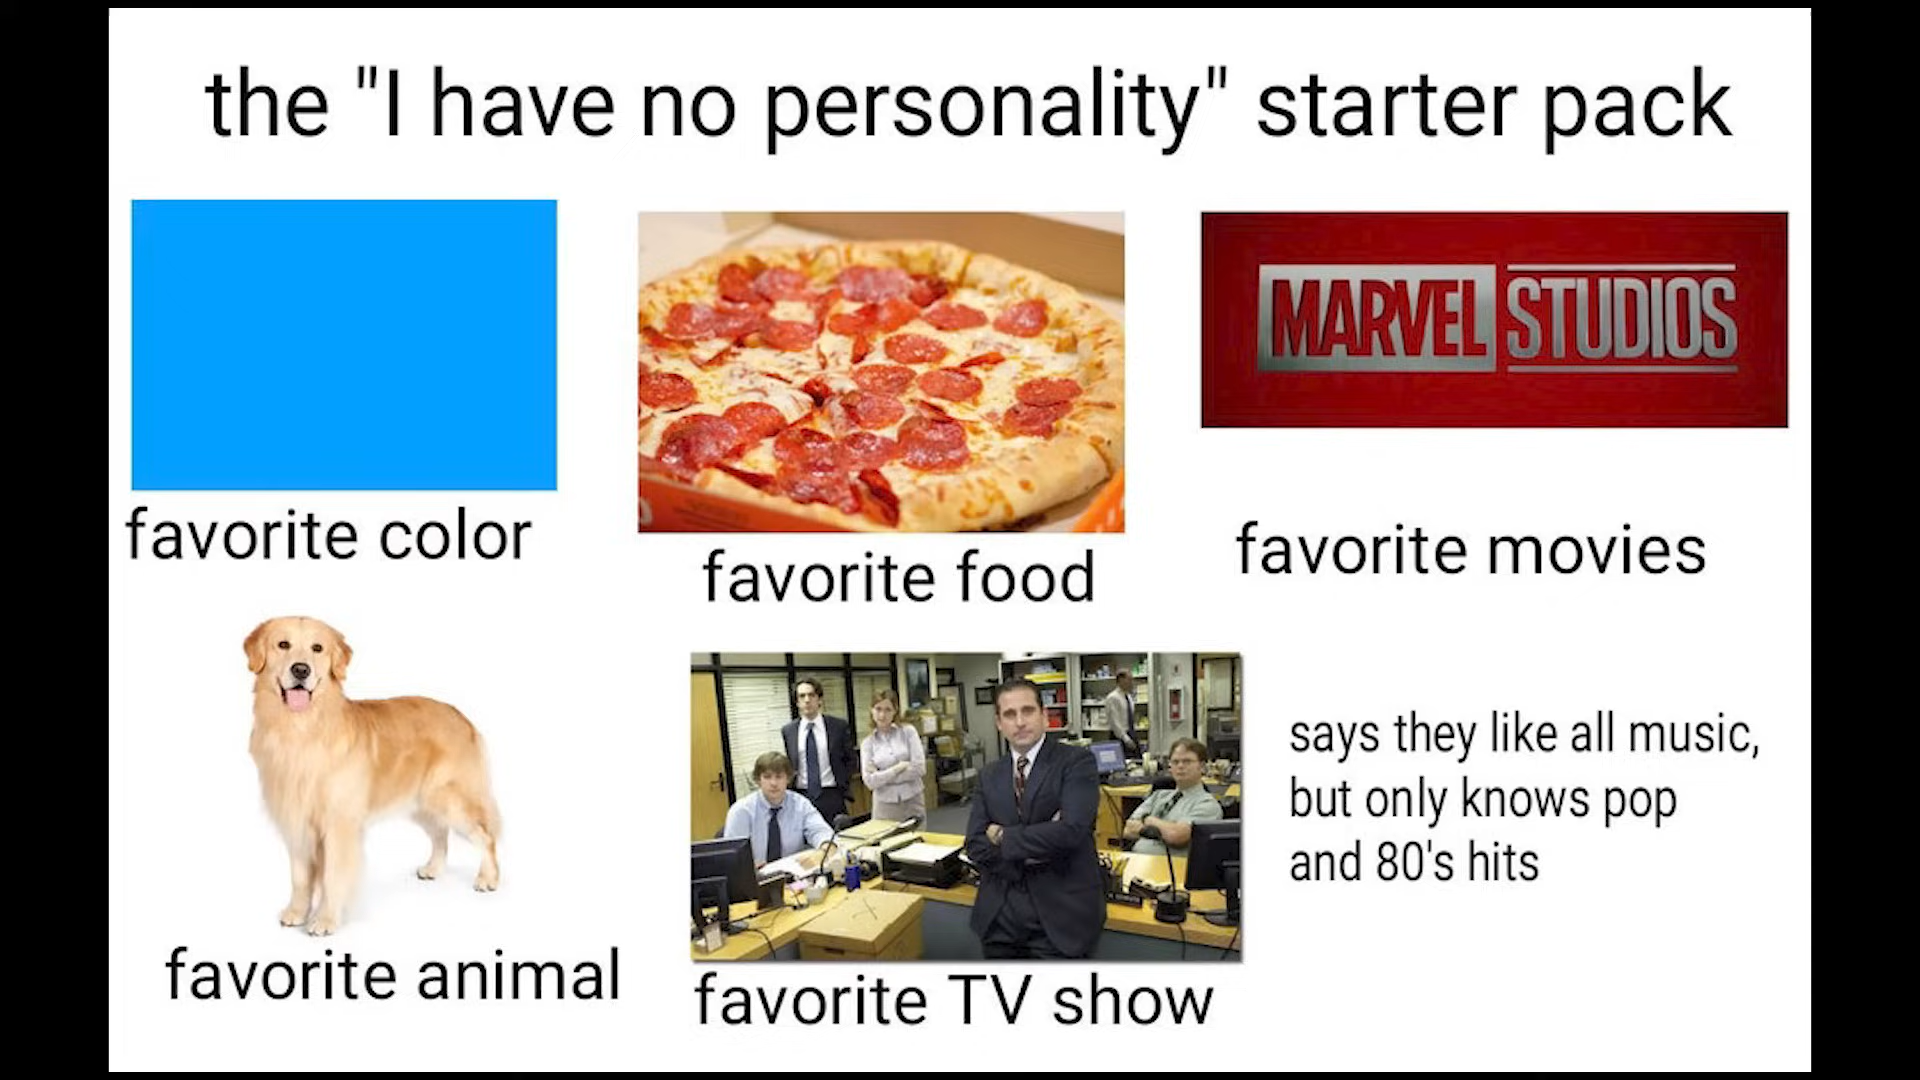 the "I have no personality" starter pack
MARVEL STUDIOS
favorite color
favorite food
favorite movies
says they like all music,
but only knows pop
and 80's hits
favorite animal
favorite TV show